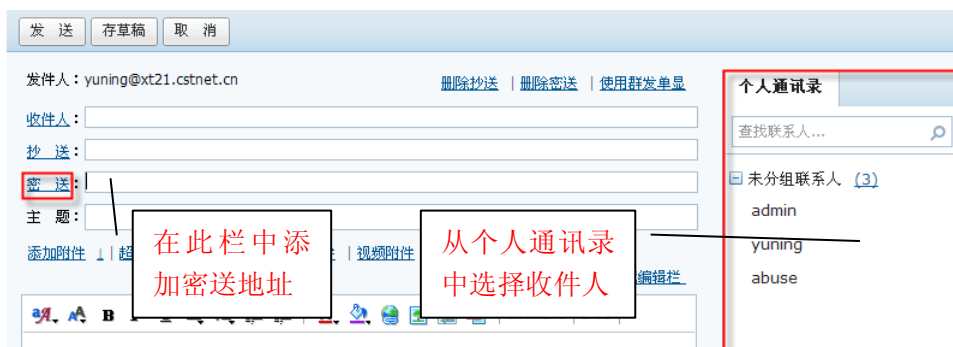 发 送 存草稿 取 消
发件人：yuning@xt21.cstnet.cn 删除抄送 | 删除密送 | 使用群发单显
收件人：
抄 送：
密 送：
主 题：
添加附件 ↓ | 超 | 视频附件
编辑栏
在此栏中添
加密送地址
从个人通讯录
中选择收件人
B
个人通讯录
查找联系人...
未分组联系人 (3)
admin
yuning
abuse